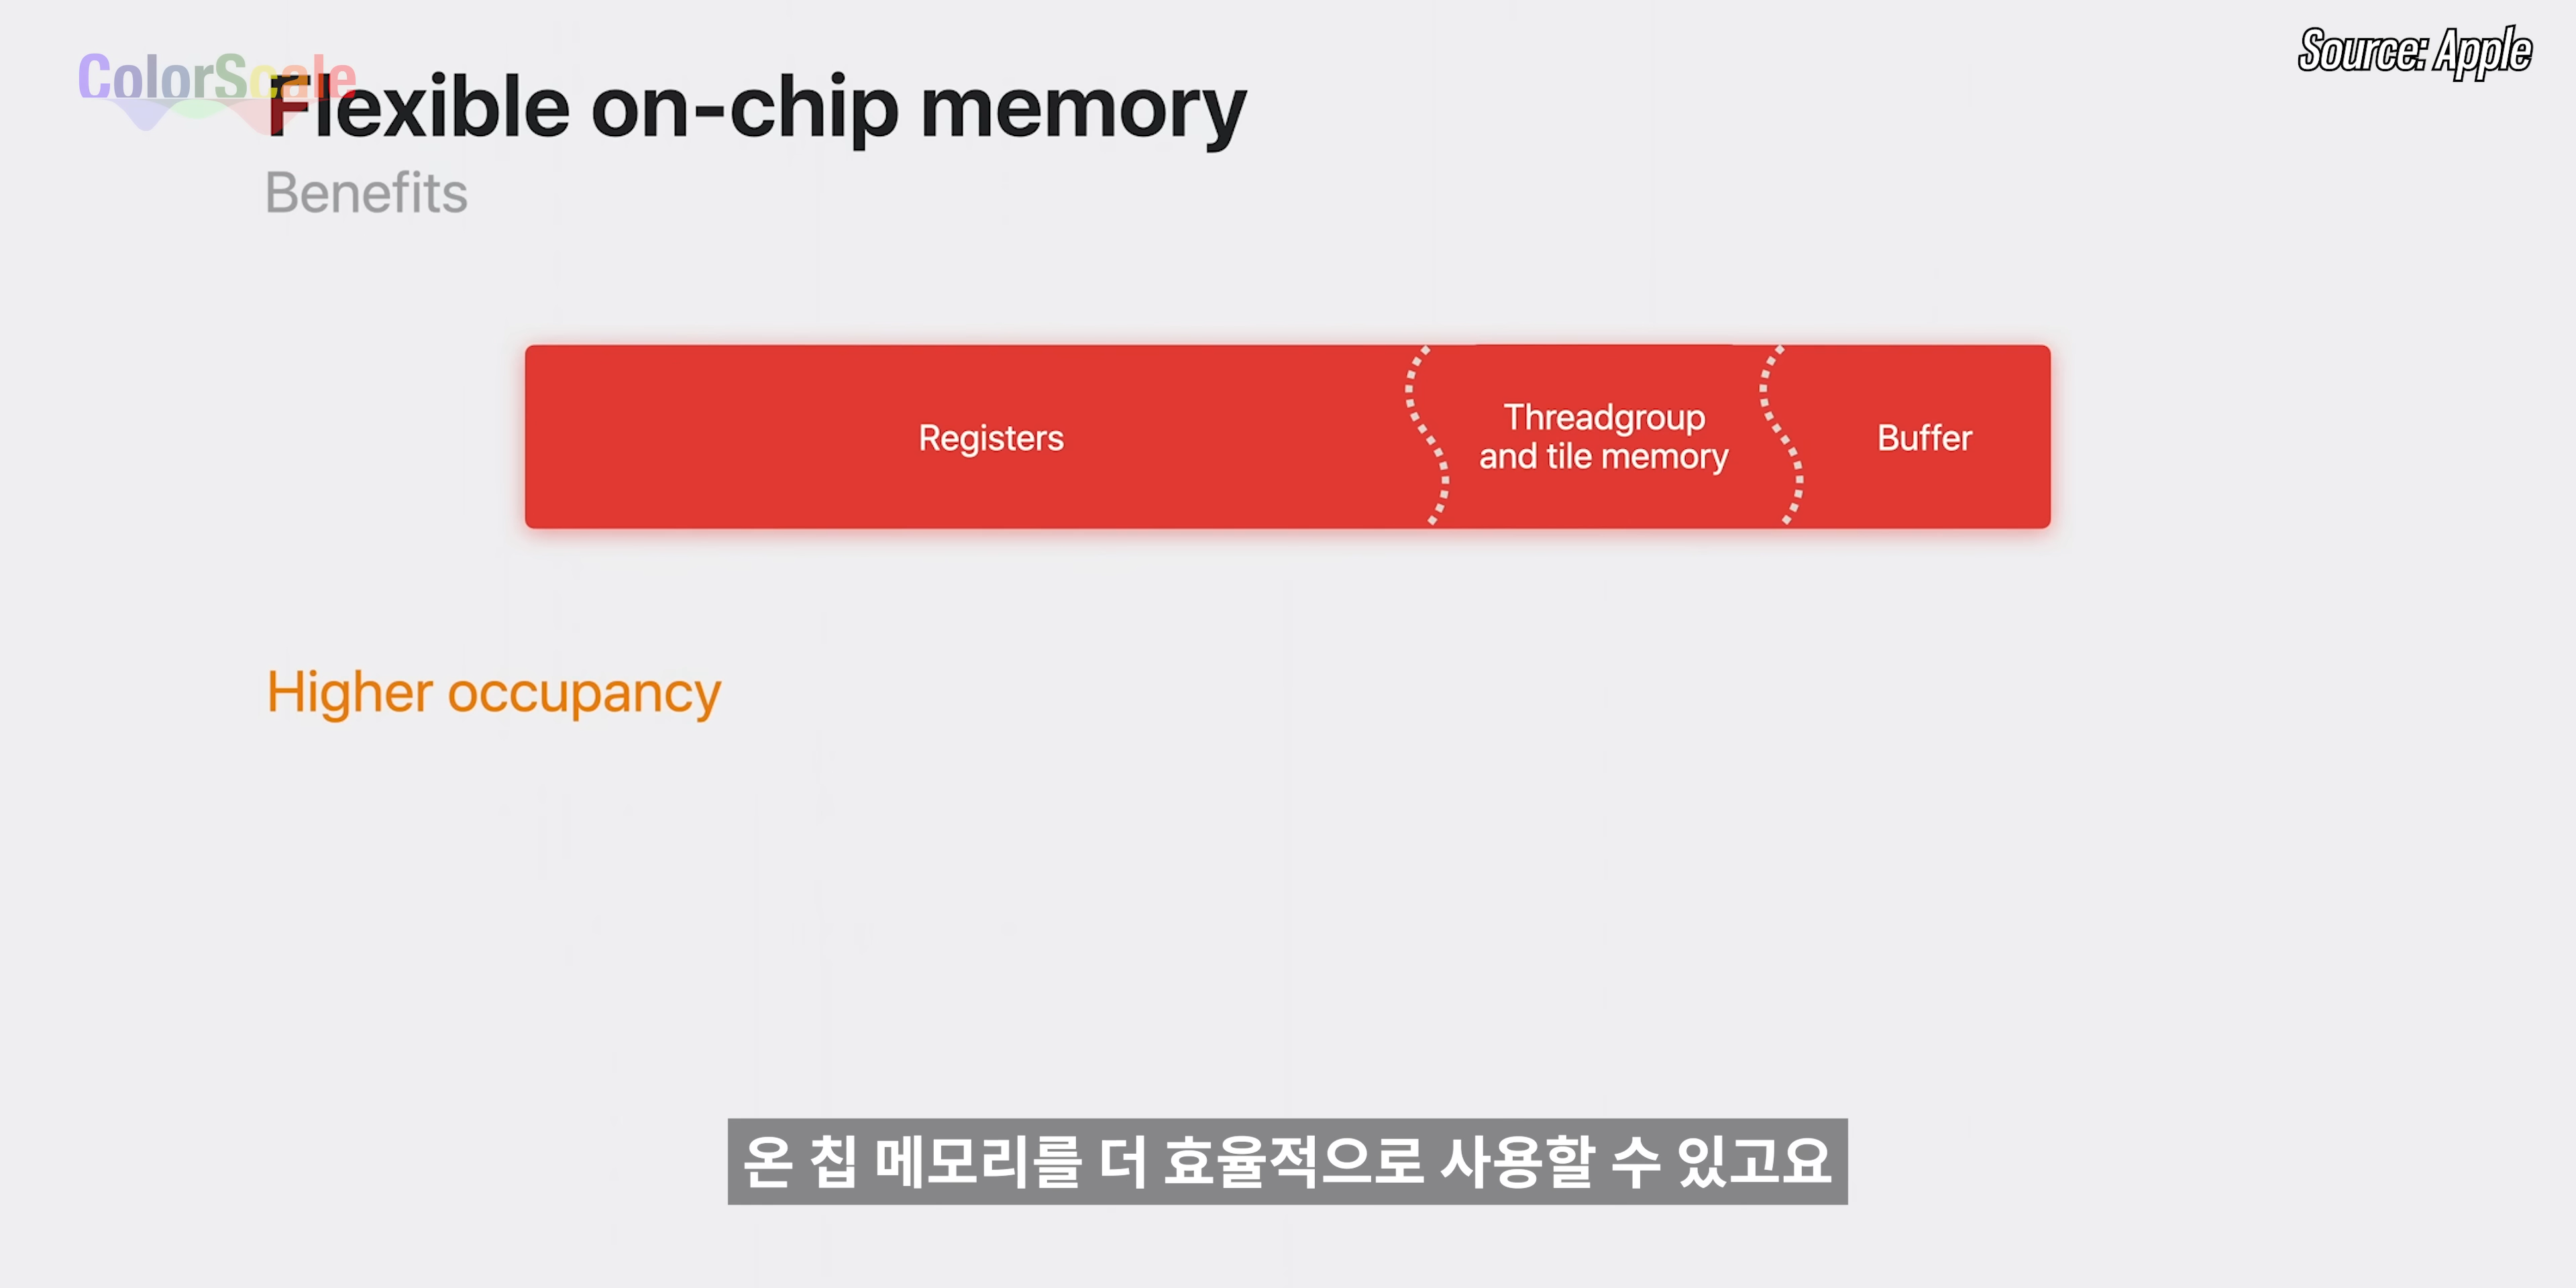 ColorScale
Source: Apple
Flexible on-chip memory
Benefits
Registers
Threadgroup
and tile memory
Buffer
Higher occupancy
온 칩 메모리를 더 효율적으로 사용할 수 있고요